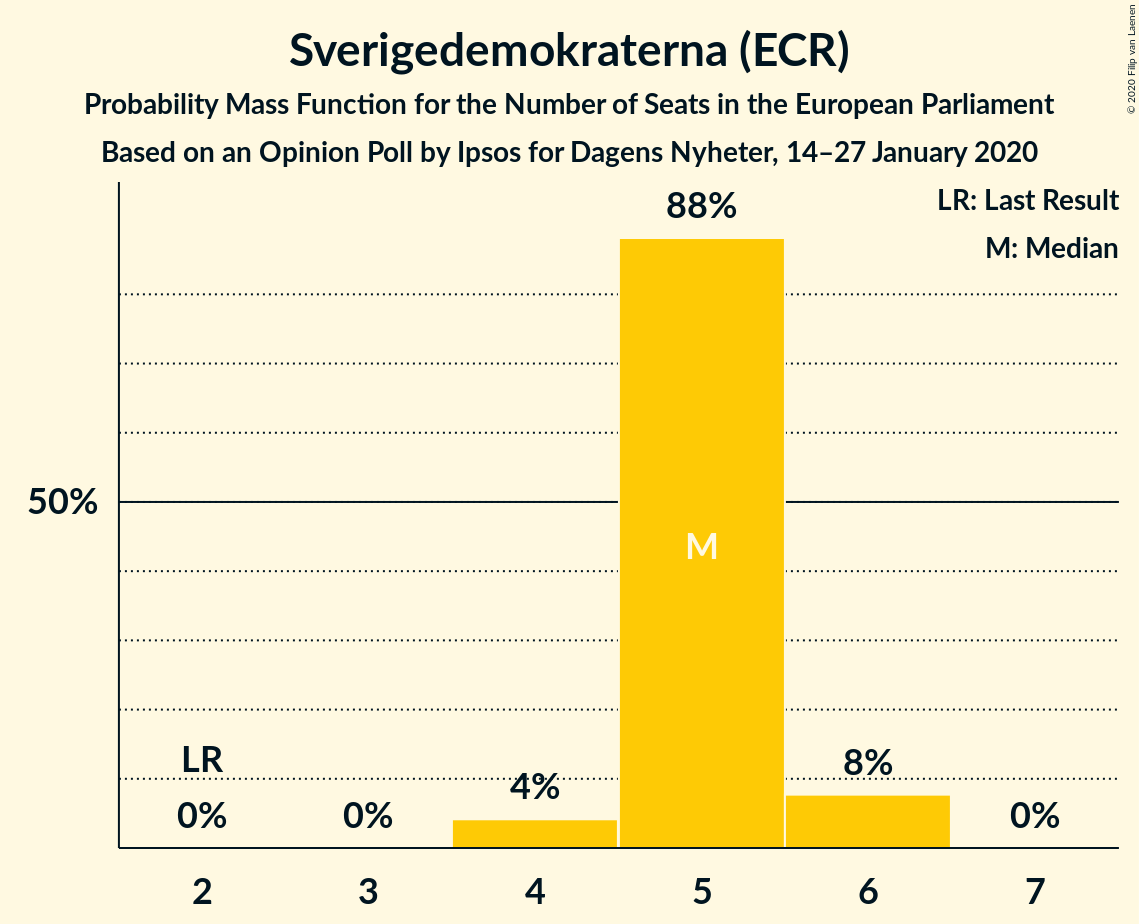 Sverigedemokraterna (ECR)
Probability Mass Function for the Number of Seats in the European Parliament
Based on an Opinion Poll by Ipsos for Dagens Nyheter, 14–27 January 2020
© 2020 Filip van Laenen
LR: Last Result
M: Median
88%
50%
M
LR
0%
0%
4%
8%
0%
2
3
4
5
6
7